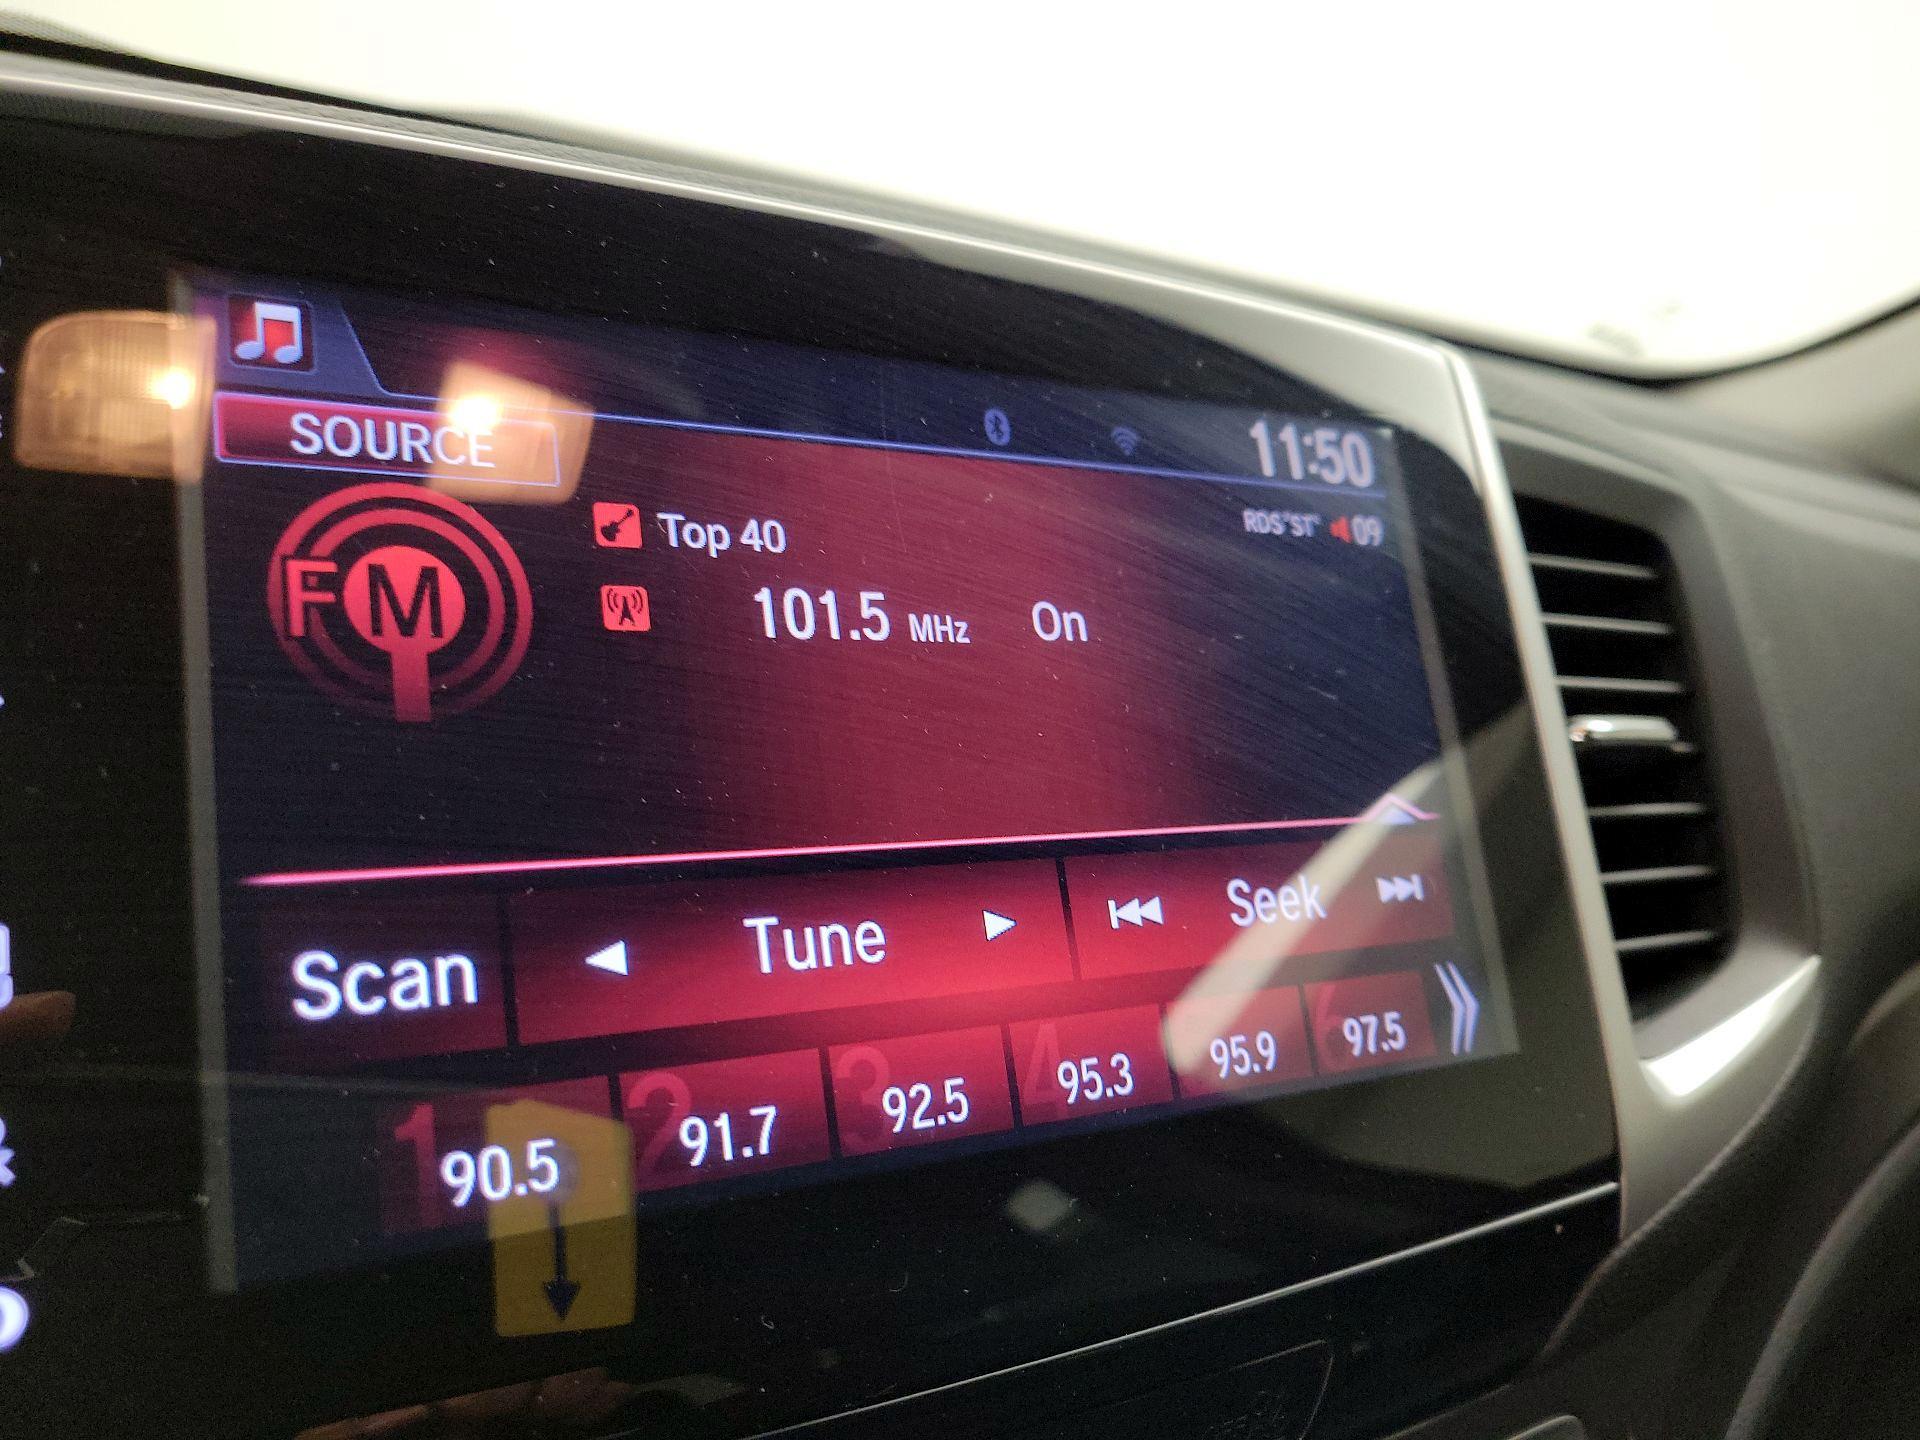 SOURCE
11:50
FM
Top 40
RDS ST 09
101.5 MHz On
Scan Tune Seek
1 90.5
2 91.7
3 92.5
4 95.3
95.9
6 97.5